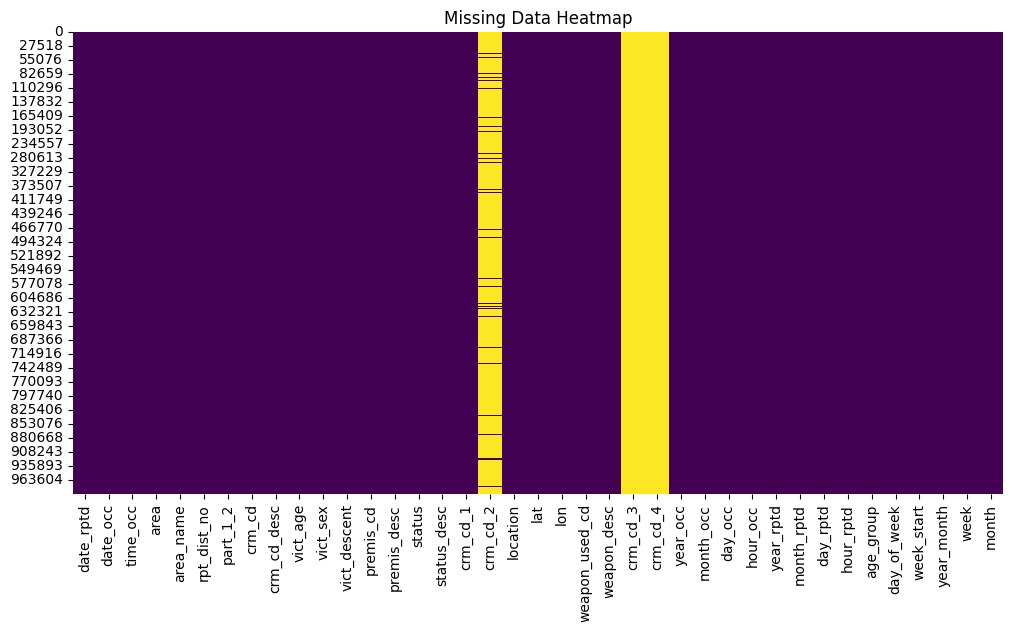 Missing Data Heatmap
0
27518
55076
82659
110296
137832
165409
193052
234557
280613
327229
373507
411749
439246
466770
494324
521892
549469
577078
604686
632321
659843
687366
714916
742489
770093
797740
825406
853076
880668
908243
935893
963604
date_rptd
date_occ
time_occ
area
area_name
rpt_dist_no
part_1_2
crm_cd
crm_cd_desc
vict_age
vict_sex
vict_descent
premis_cd
premis_desc
status
status_desc
crm_cd_1
crm_cd_2
location
lat
lon
weapon_used_cd
weapon_desc
crm_cd_3
crm_cd_4
year_occ
month_occ
day_occ
hour_occ
year_rptd
month_rptd
day_rptd
hour_rptd
age_group
day_of_week
week_start
year_month
week
month